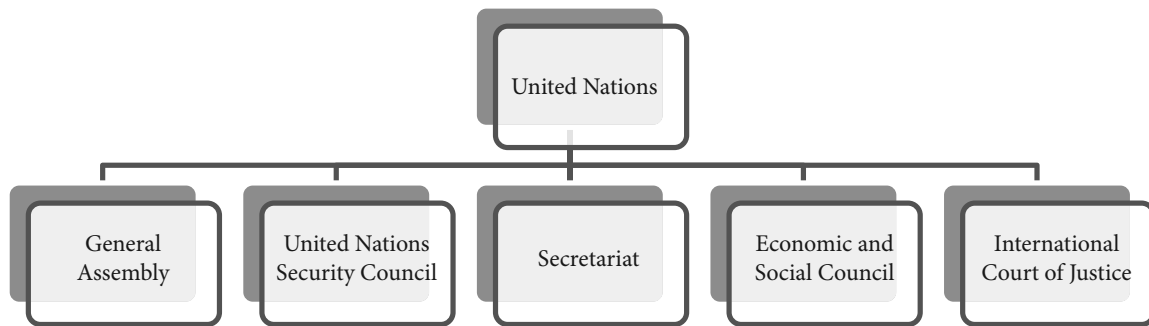 United Nations
General
Assembly
United Nations
Security Council
Secretariat
Economic and
Social Council
International
Court of Justice